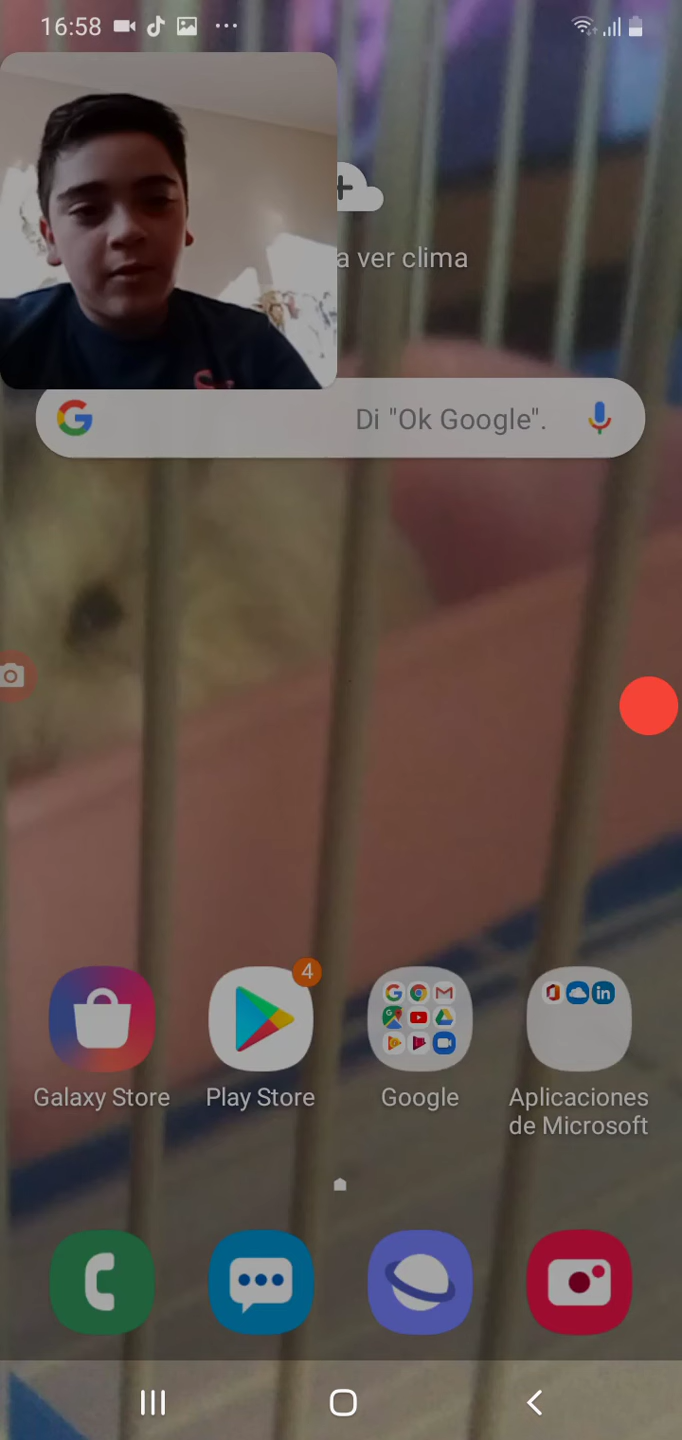 16:58
a ver clima
Di "Ok Google".
4
Galaxy Store
Play Store
Google
Aplicaciones
de Microsoft